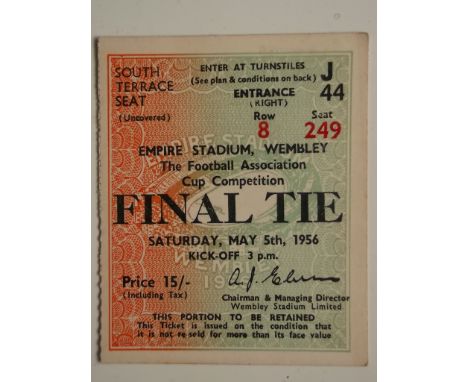 SOUTH TERRACE SEAT
(Uncovered)
ENTER AT TURNSTILES
(See plan & conditions on back)
J
44
ENTRANCE
(RIGHT)
Row
8
Seat
249
EMPIRE STADIUM, WEMBLEY
The Football Association
Cup Competition
FINAL TIE
SATURDAY, MAY 5th, 1956
KICK-OFF 3 p.m.
Price 15/-
(Including Tax)
Chairman & Managing Director
Wembley Stadium Limited
THIS PORTION TO BE RETAINED
This Ticket is issued on the condition that
it is not re-sold for more than its face value